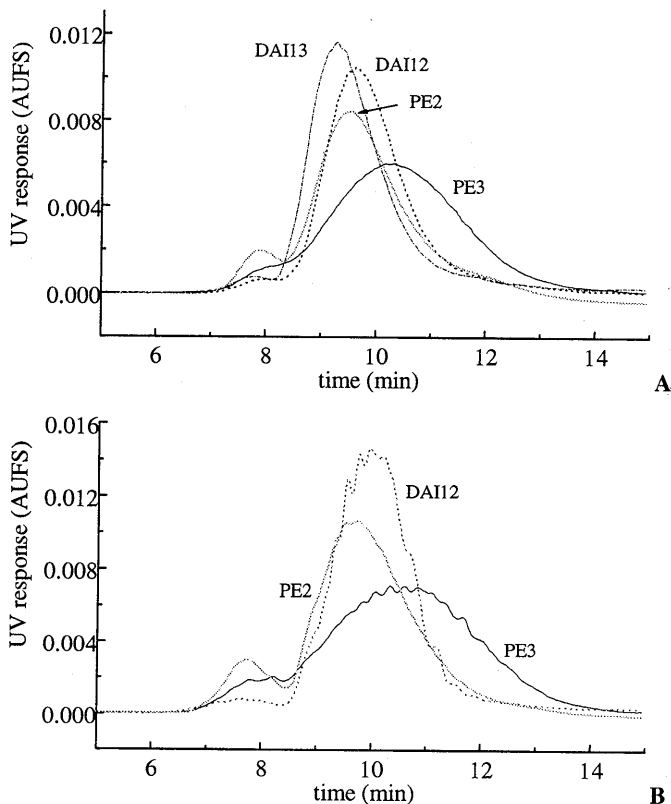 UV response (AUFS)
0.012
0.008
0.004
0.000
DAI13
DAI12
PE2
PE3
6 8 10 12 14
time (min)
A
UV response (AUFS)
0.016
0.012
0.008
0.004
0.000
DAI12
PE2
PE3
6 8 10 12 14
time (min)
B